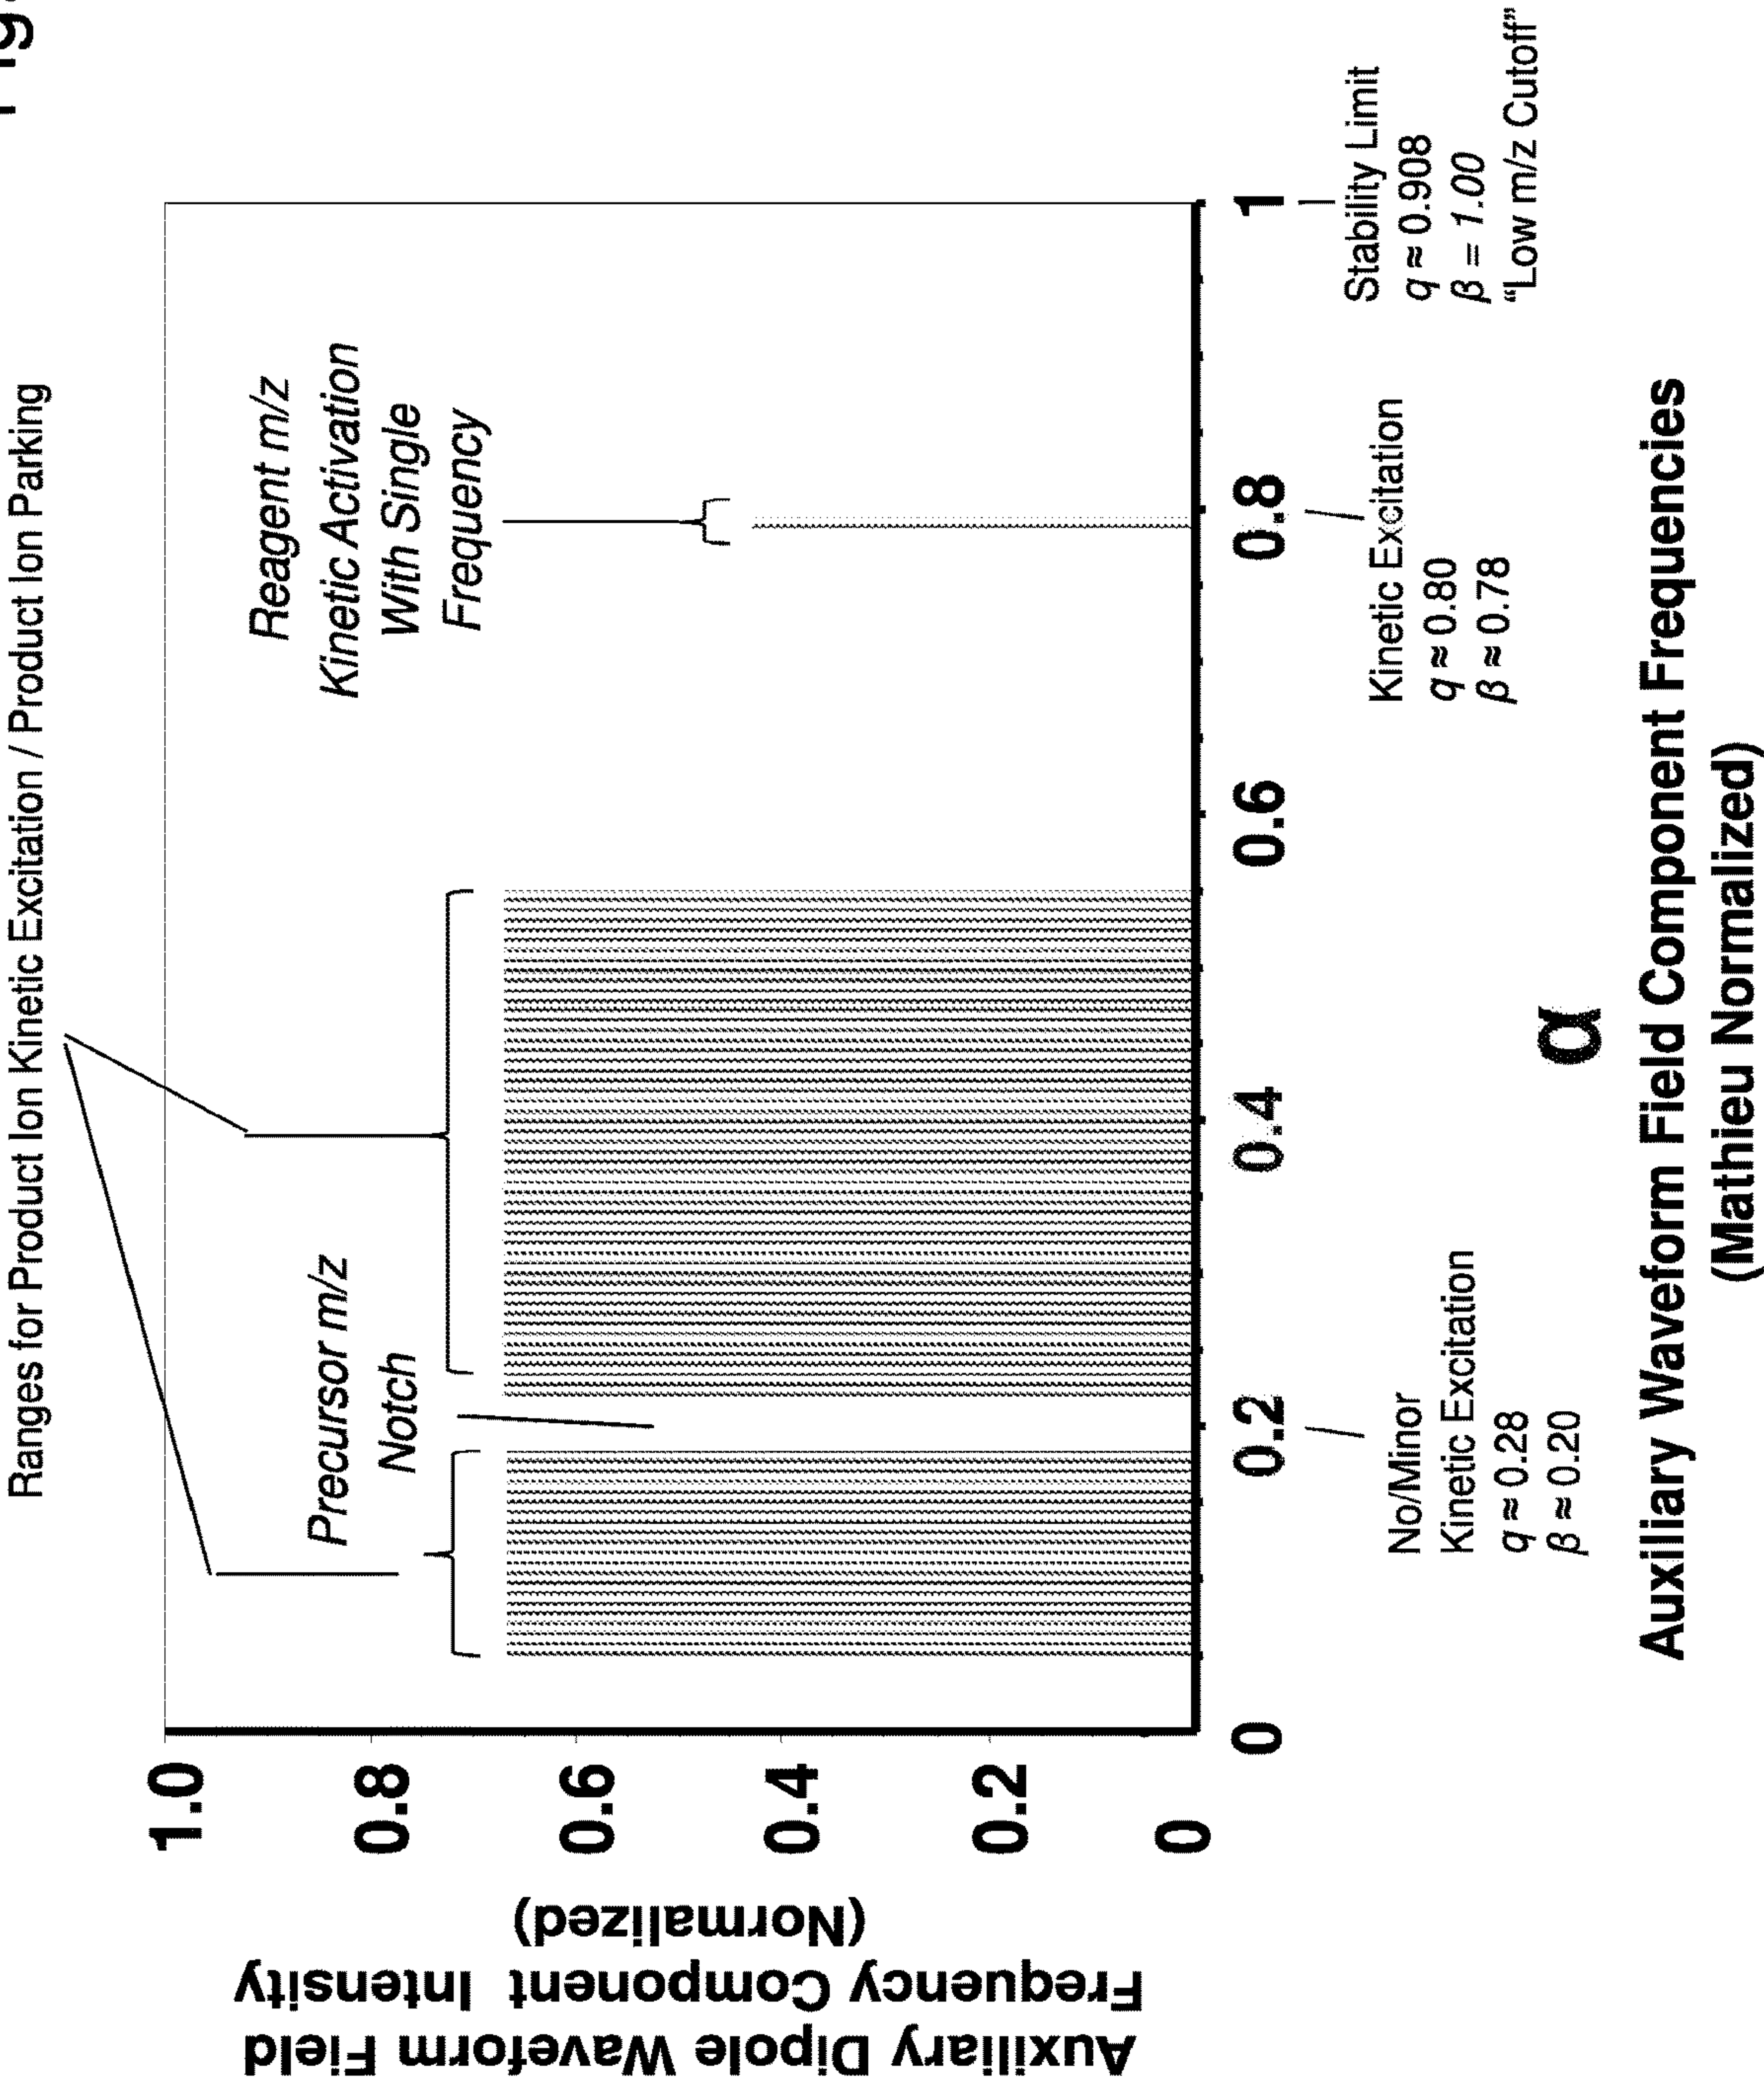 Fig.
Ranges for Product Ion Kinetic Excitation / Product Ion Parking
Precursor m/z
Notch
Reagent m/z
Kinetic Activation
With Single
Frequency
Auxiliary Dipole Waveform Field
Frequency Component Intensity
(Normalized)
1.0
0.8
0.6
0.4
0.2
0
0 0.2 0.4 0.6 0.8 1
No/Minor
Kinetic Excitation
q ≈ 0.28
β ≈ 0.20
Kinetic Excitation
q ≈ 0.80
β ≈ 0.78
Stability Limit
q ≈ 0.908
β = 1.00
“Low m/z Cutoff”
α
Auxiliary Waveform Field Component Frequencies
(Mathieu Normalized)